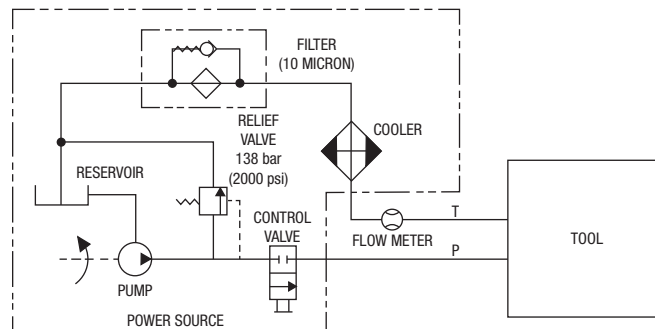 FILTER
(10 MICRON)
RELIEF
VALVE
138 bar
(2000 psi)
COOLER
RESERVOIR
CONTROL
VALVE
FLOW METER
T
P
TOOL
PUMP
POWER SOURCE